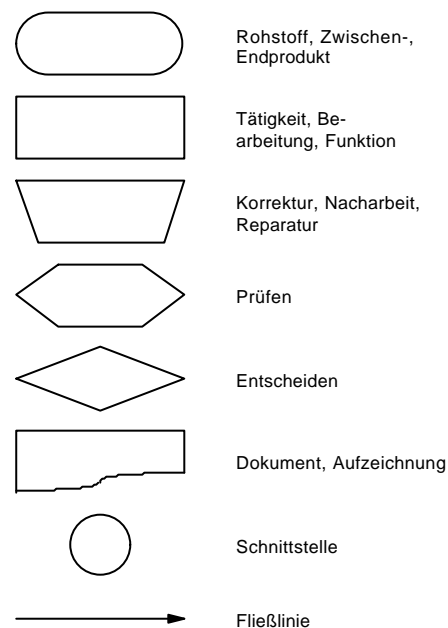 Rohstoff, Zwischen-,
Endprodukt
Tätigkeit, Be-
arbeitung, Funktion
Korrektur, Nacharbeit,
Reparatur
Prüfen
Entscheiden
Dokument, Aufzeichnung
Schnittstelle
Fließlinie